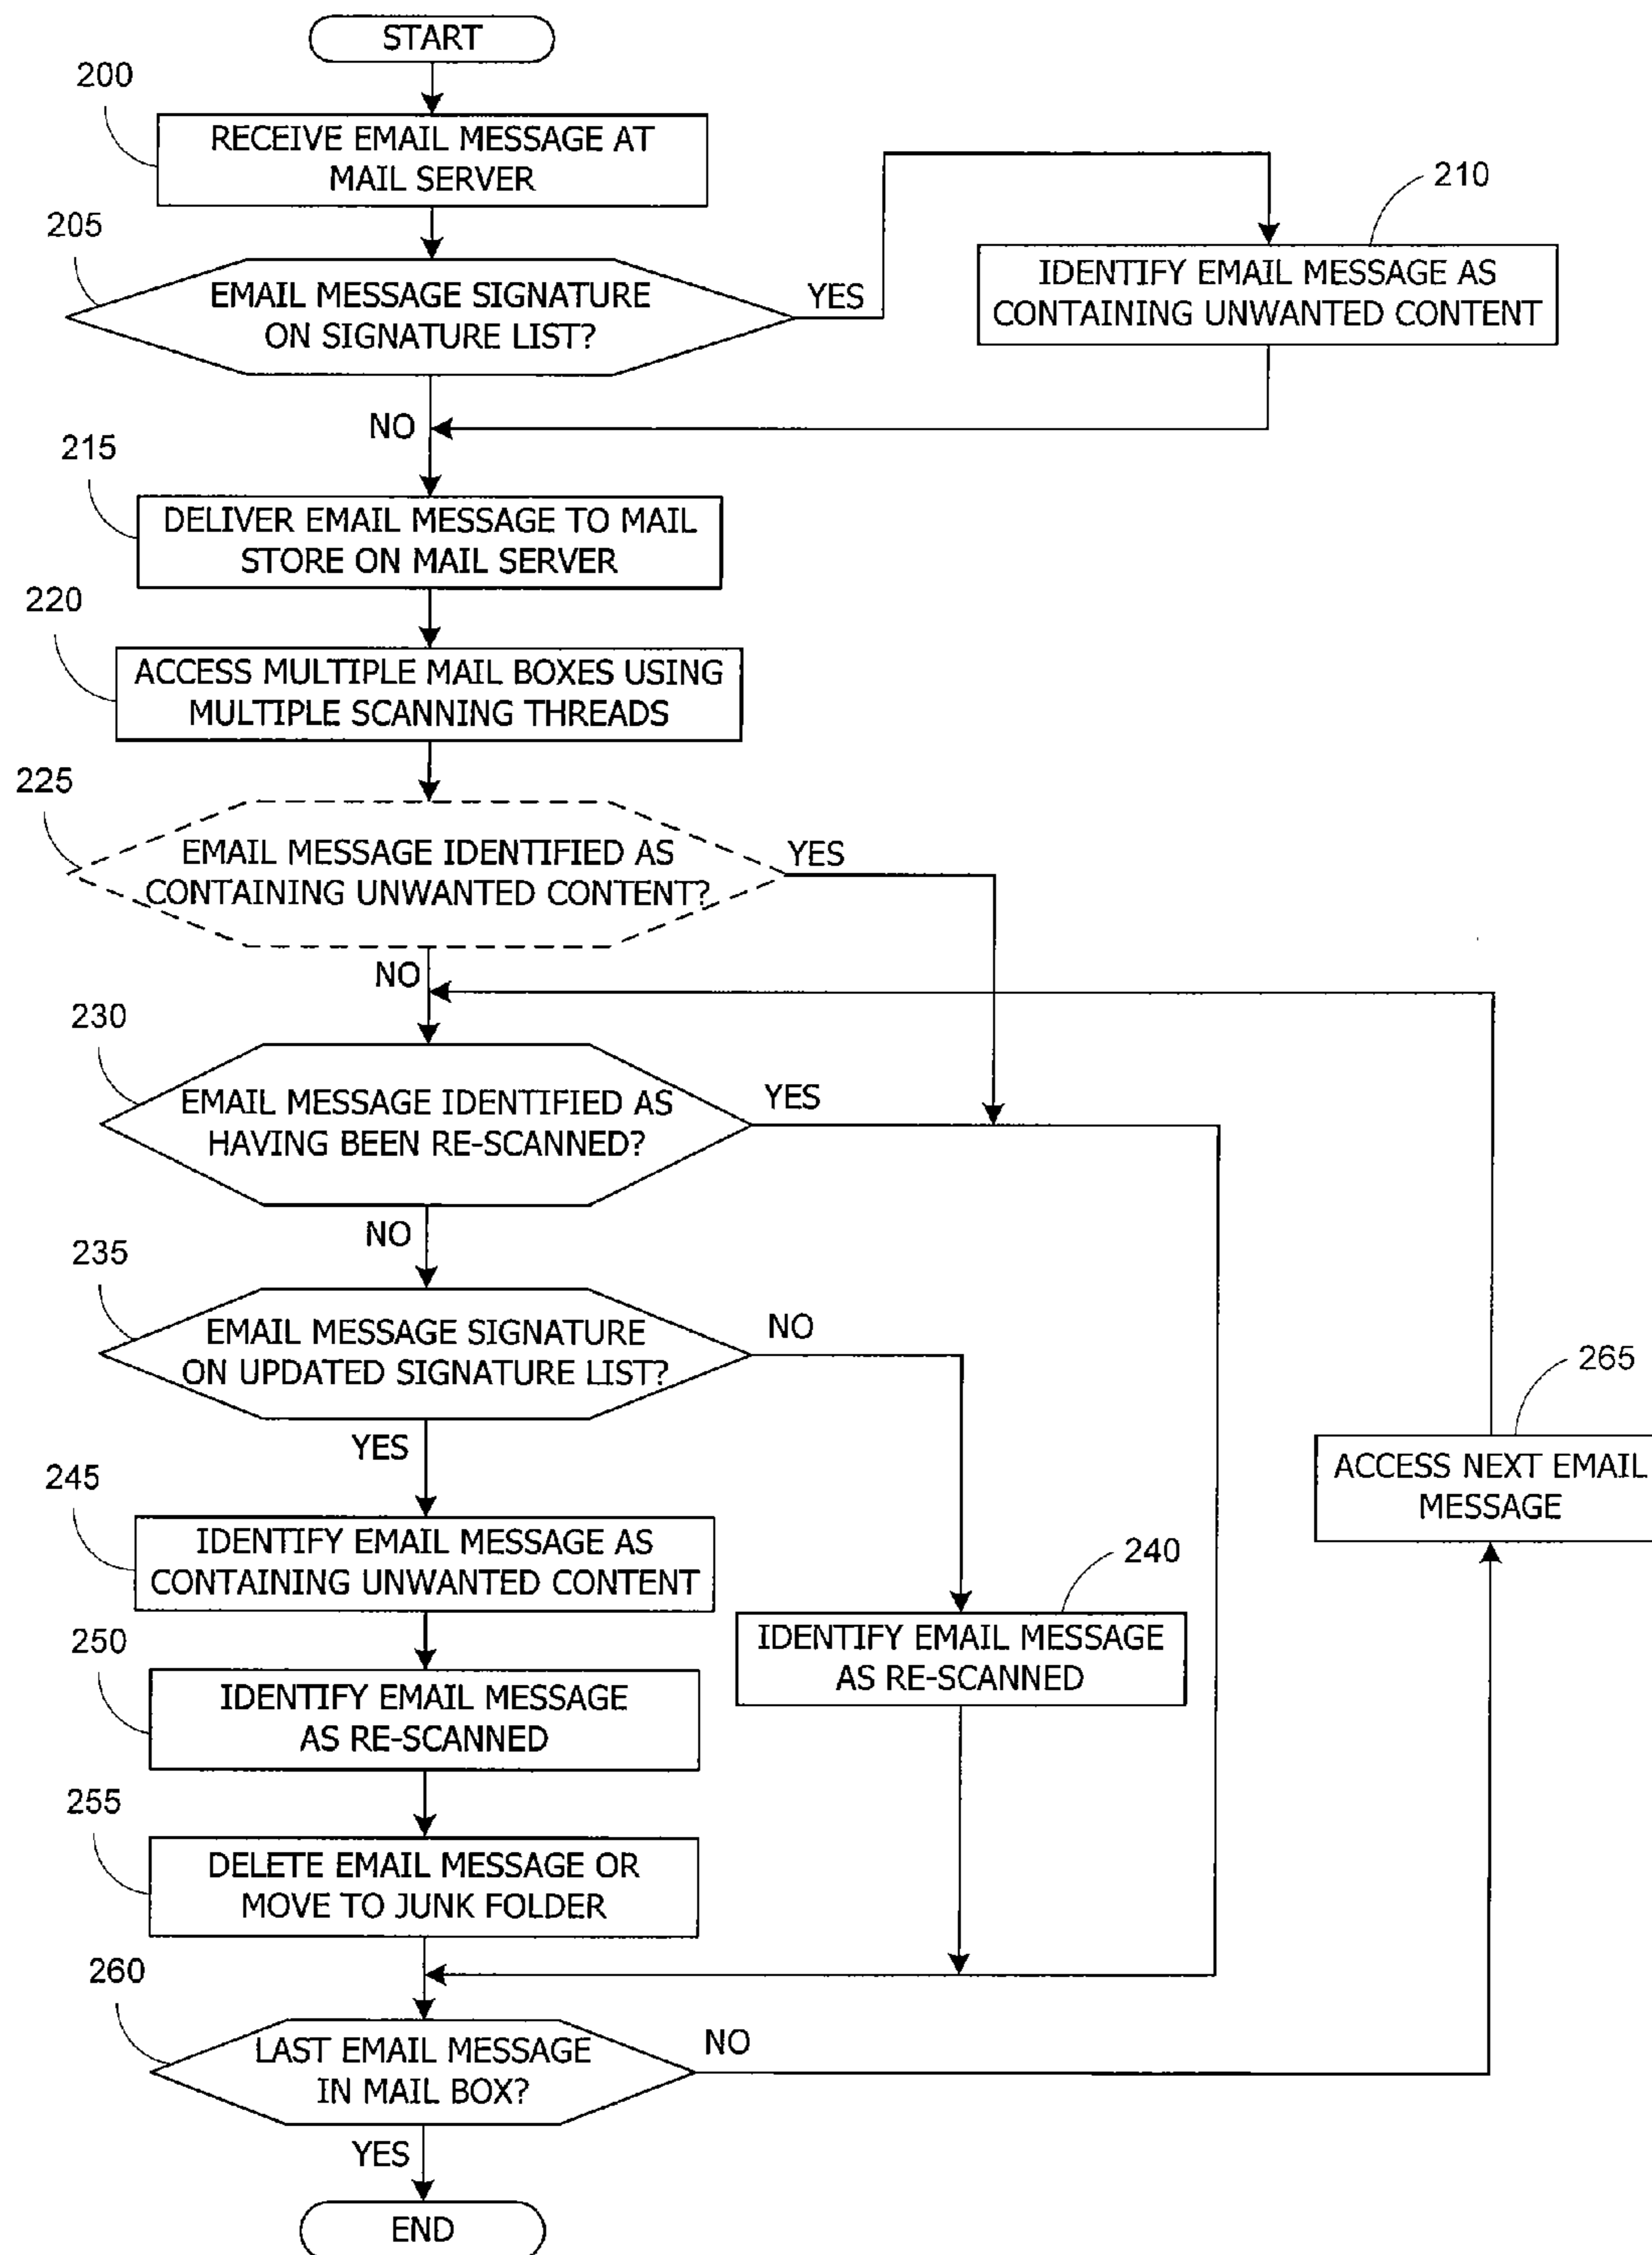 START
200
RECEIVE EMAIL MESSAGE AT
MAIL SERVER
205
EMAIL MESSAGE SIGNATURE
ON SIGNATURE LIST?
YES
210
IDENTIFY EMAIL MESSAGE AS
CONTAINING UNWANTED CONTENT
NO
215
DELIVER EMAIL MESSAGE TO MAIL
STORE ON MAIL SERVER
220
ACCESS MULTIPLE MAIL BOXES USING
MULTIPLE SCANNING THREADS
225
EMAIL MESSAGE IDENTIFIED AS
CONTAINING UNWANTED CONTENT?
YES
NO
230
EMAIL MESSAGE IDENTIFIED AS
HAVING BEEN RE-SCANNED?
YES
NO
235
EMAIL MESSAGE SIGNATURE
ON UPDATED SIGNATURE LIST?
NO
YES
240
IDENTIFY EMAIL MESSAGE
AS RE-SCANNED
245
IDENTIFY EMAIL MESSAGE AS
CONTAINING UNWANTED CONTENT
250
IDENTIFY EMAIL MESSAGE
AS RE-SCANNED
255
DELETE EMAIL MESSAGE OR
MOVE TO JUNK FOLDER
260
LAST EMAIL MESSAGE
IN MAIL BOX?
NO
265
ACCESS NEXT EMAIL
MESSAGE
YES
END